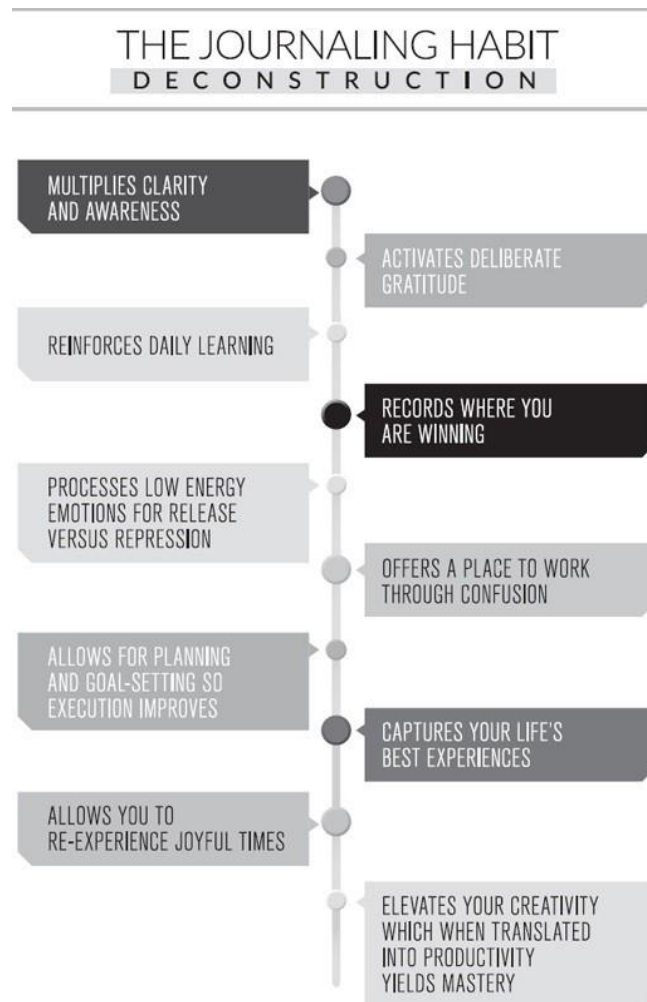 THE JOURNALING HABIT
DECONSTRUCTION
MULTIPLIES CLARITY
AND AWARENESS
ACTIVATES DELIBERATE
GRATITUDE
REINFORCES DAILY LEARNING
RECORDS WHERE YOU
ARE WINNING
PROCESSES LOW ENERGY
EMOTIONS FOR RELEASE
VERSUS REPRESSION
OFFERS A PLACE TO WORK
THROUGH CONFUSION
ALLOWS FOR PLANNING
AND GOAL-SETTING SO
EXECUTION IMPROVES
CAPTURES YOUR LIFE'S
BEST EXPERIENCES
ALLOWS YOU TO
RE-EXPERIENCE JOYFUL TIMES
ELEVATES YOUR CREATIVITY
WHICH WHEN TRANSLATED
INTO PRODUCTIVITY
YIELDS MASTERY